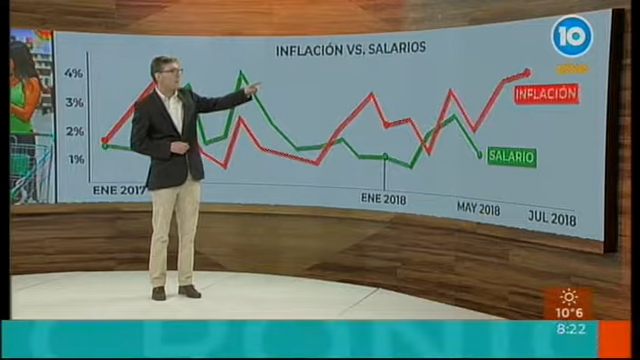 INFLACIÓN VS. SALARIOS
10
4%
3%
2%
1%
INFLACIÓN
SALARIO
ENE 2017
ENE 2018
MAY 2018
JUL 2018
10°6
8:22